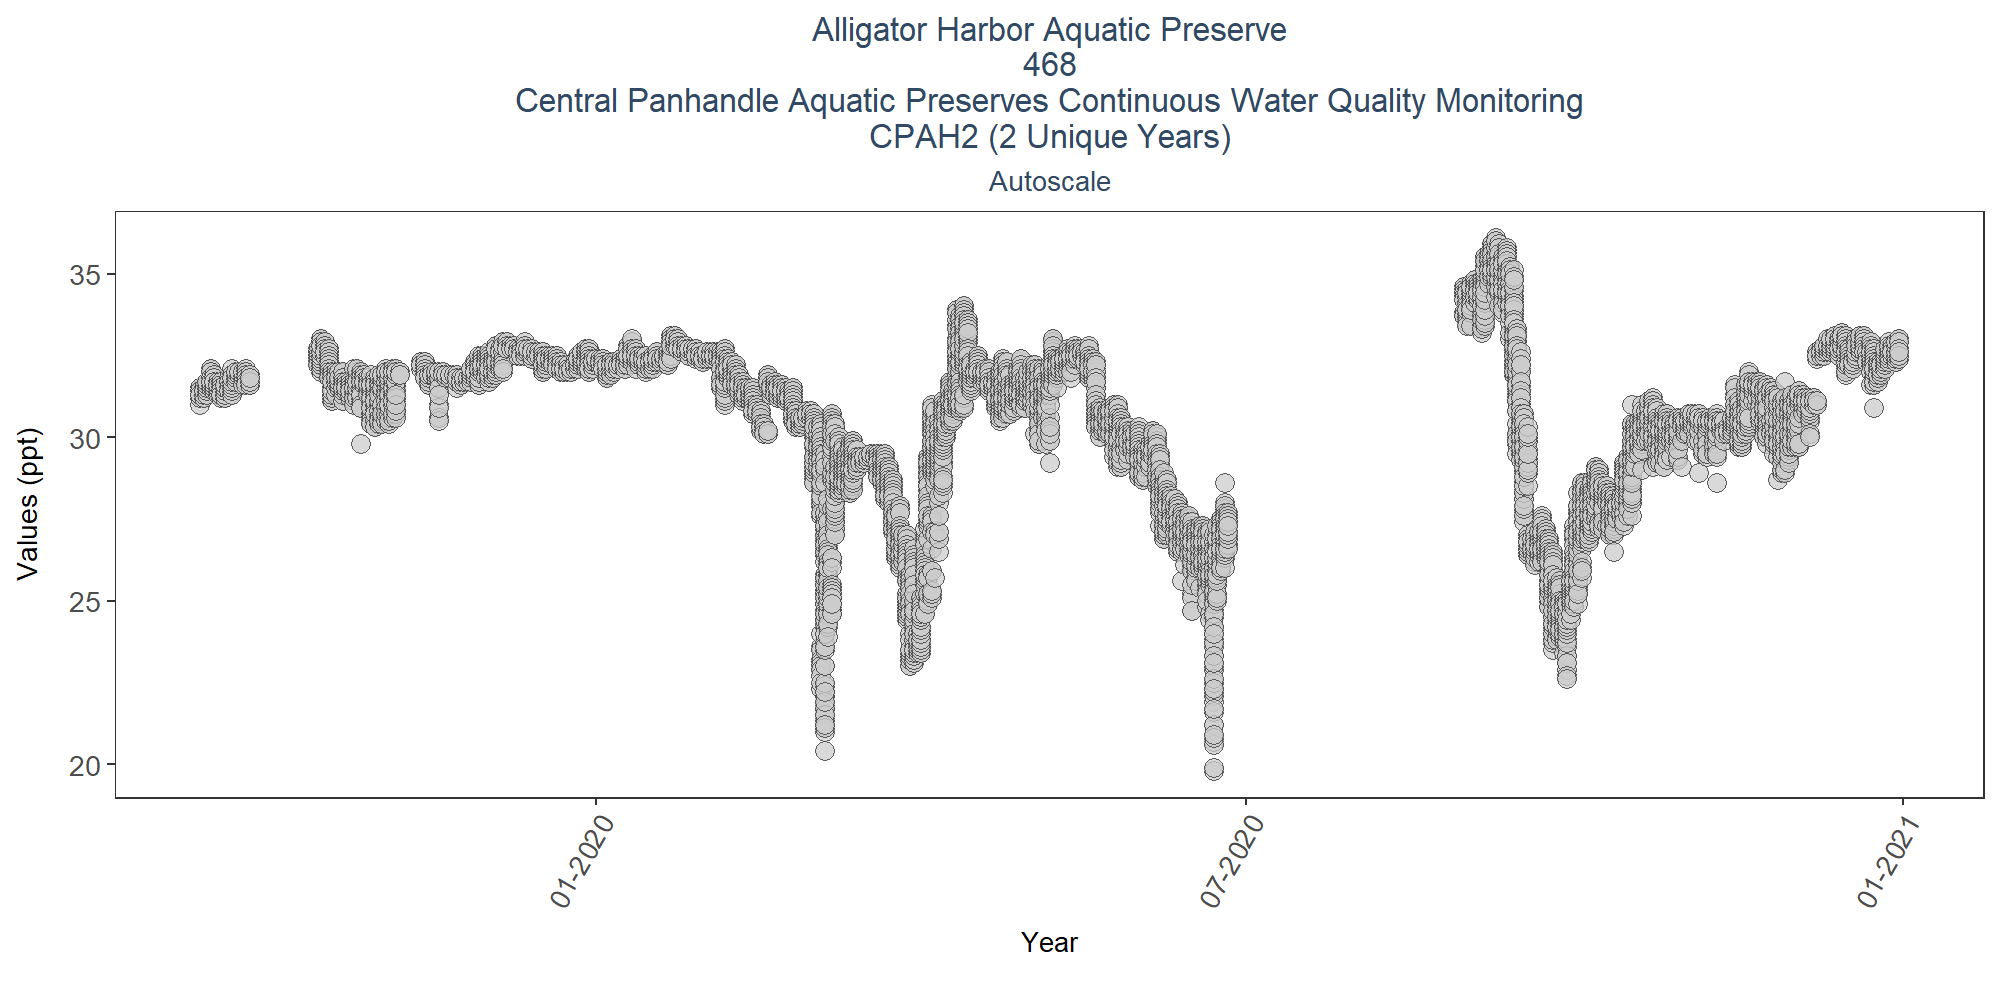 Alligator Harbor Aquatic Preserve
468
Central Panhandle Aquatic Preserves Continuous Water Quality Monitoring
CPAH2 (2 Unique Years)
Autoscale
Values (ppt)
35
30
25
20
01-2020
07-2020
01-2021
Year